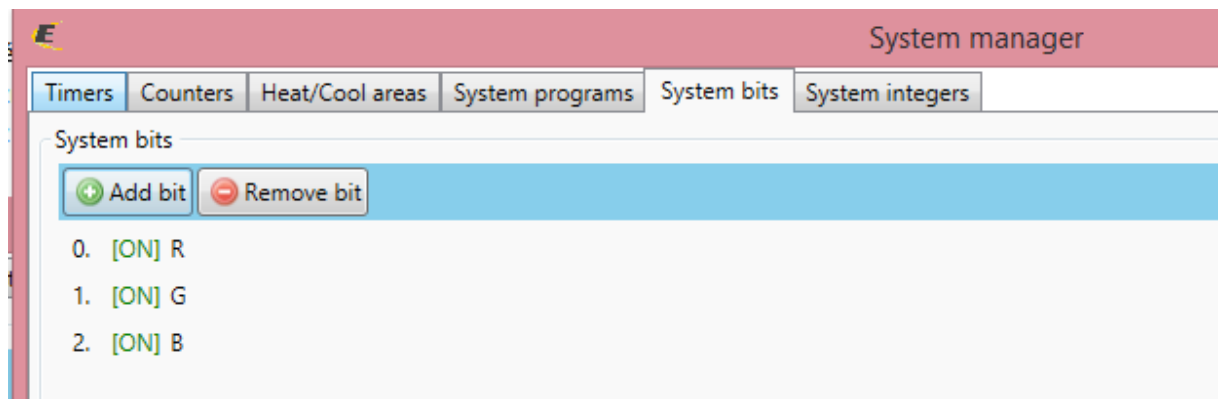 System manager
Timers Counters Heat/Cool areas System programs System bits System integers
System bits
Add bit Remove bit
0. [ON] R
1. [ON] G
2. [ON] B